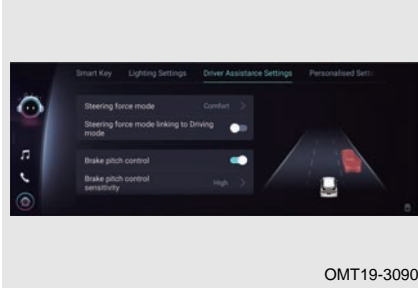 Smart Key Lighting Settings Driver Assistance Settings Personalised Sett
Steering force mode Comfort
Steering force mode linking to Driving
mode
Brake pitch control
Brake pitch control
sensitivity High
OMT19-3090